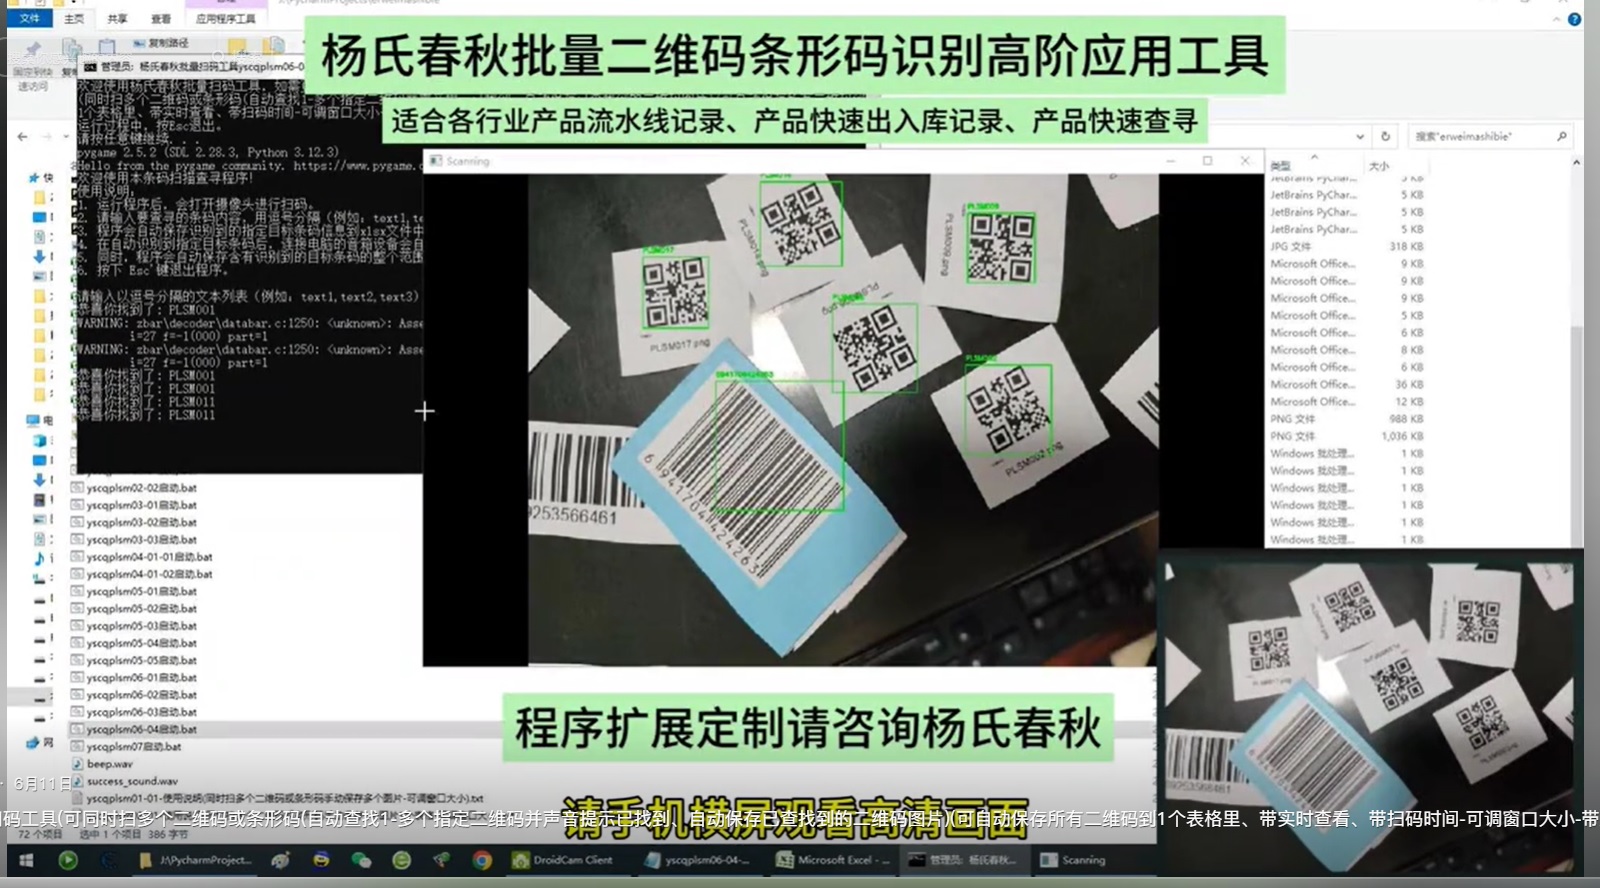 文件
主页
共享
查看
应用程序工具
复制路径
杨氏春秋批量二维码条形码识别高阶应用工具
适合各行业产品流水线记录、产品快速出入库记录、产品快速查寻
搜索"erweimashibie"
管理员: 杨氏春秋批量扫码工具yscqplsm06-0
(同时扫多个二维码或条形码(自动查找1-多个指定二
1个表格里、带实时查看、带扫码时间-可调窗口大小
运行过程中，按Esc退出。
请按任意键继续. . .
pygame 2.5.2 (SDL 2.28.3, Python 3.12.3)
Hello from the pygame community. https://www.pygame.
欢迎使用本条码扫描查寻程序!
使用说明:
1. 运行程序后，会打开摄像头进行扫码。
2. 请输入要查寻的条码内容，用逗号分隔（例如: text1,te
3. 程序会自动保存识别到的指定目标条码信息到xlsx文件中
4. 在自动识别到指定目标条码后，连接电脑的音箱设备会自
5. 同时，程序会自动保存含有识别到的目标条码的整个范围
6. 按下'Esc'键退出程序。
请输入以逗号分隔的文本列表（例如: text1,text2,text3)
恭喜你找到了: PLSM001
WARNING: zbar\decoder\databar.c:1250: <unknown>: Asse
i=27 f=-1(000) part=1
WARNING: zbar\decoder\databar.c:1250: <unknown>: Asse
i=27 f=-1(000) part=1
恭喜你找到了: PLSM001
恭喜你找到了: PLSM001
恭喜你找到了: PLSM011
恭喜你找到了: PLSM011
Scanning
PLSM017
PLSM017.png
PLSM009.png
PLSM002.png
6 894170 424263
9253566461
类型
大小
JetBrains PyChar...
5 KB
JetBrains PyChar...
5 KB
JetBrains PyChar...
5 KB
JetBrains PyChar...
5 KB
JPG 文件
318 KB
Microsoft Office...
9 KB
Microsoft Office...
9 KB
Microsoft Office...
9 KB
Microsoft Office...
5 KB
Microsoft Office...
6 KB
Microsoft Office...
8 KB
Microsoft Office...
6 KB
Microsoft Office...
36 KB
Microsoft Office...
12 KB
PNG 文件
988 KB
PNG 文件
1,036 KB
Windows 批处理...
1 KB
Windows 批处理...
1 KB
Windows 批处理...
1 KB
Windows 批处理...
1 KB
Windows 批处理...
1 KB
Windows 批处理...
1 KB
yscqplsm02-02启动.bat
yscqplsm03-01启动.bat
yscqplsm03-02启动.bat
yscqplsm03-03启动.bat
yscqplsm04-01-01启动.bat
yscqplsm04-01-02启动.bat
yscqplsm05-01启动.bat
yscqplsm05-02启动.bat
yscqplsm05-03启动.bat
yscqplsm05-04启动.bat
yscqplsm05-05启动.bat
yscqplsm06-01启动.bat
yscqplsm06-02启动.bat
yscqplsm06-03启动.bat
yscqplsm06-04启动.bat
yscqplsm07启动.bat
beep.wav
success_sound.wav
yscqplsm01-01-使用说明(同时扫多个二维码或条形码手动保存多个图片-可调窗口大小).txt
程序扩展定制请咨询杨氏春秋
6月11日
请手机横屏观看高清画面
扫码工具(可同时扫多个二维码或条形码(自动查找1-多个指定二维码并声音提示已找到、自动保存已查找到的二维码图片)(可自动保存所有二维码到1个表格里、带实时查看、带扫码时间-可调窗口大小-带
72 个项目
选中 1 个项目 386 字节
J:\PycharmProject...
DroidCam Client
yscqplsm06-04-...
Microsoft Excel - ...
管理员: 杨氏春秋...
Scanning